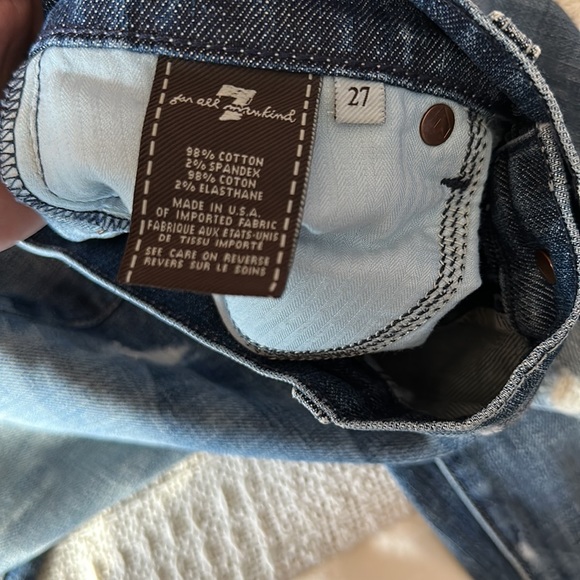 7
for all mankind
27
98% COTTON
2% SPANDEX
98% COTON
2% ELASTHANE
MADE IN U.S.A.
OF IMPORTED FABRIC
FABRIQUE AUX ETATS-UNIS
DE TISSU IMPORTÉ
SEE CARE ON REVERSE
REVERS SUR LE SOINS